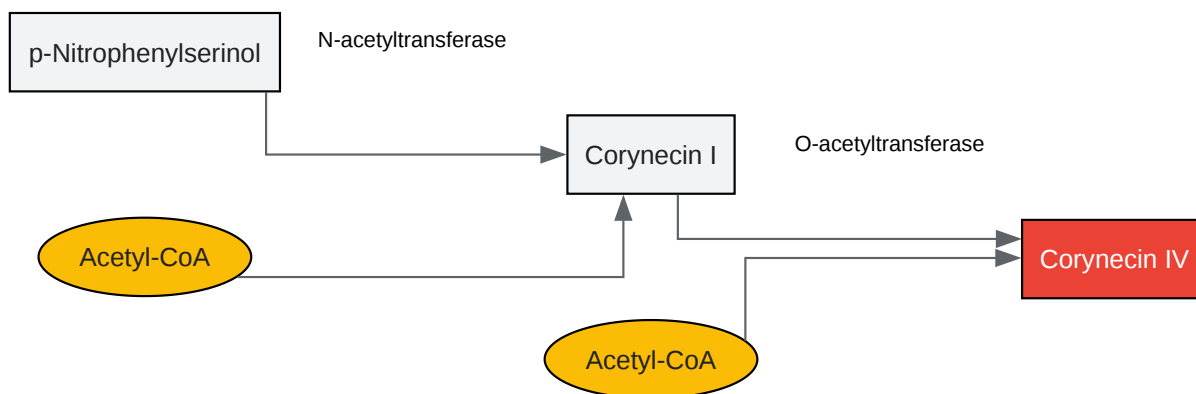 p-Nitrophenylserinol
N-acetyltransferase
Corynecin I
O-acetyltransferase
Acetyl-CoA
Corynecin IV
Acetyl-CoA